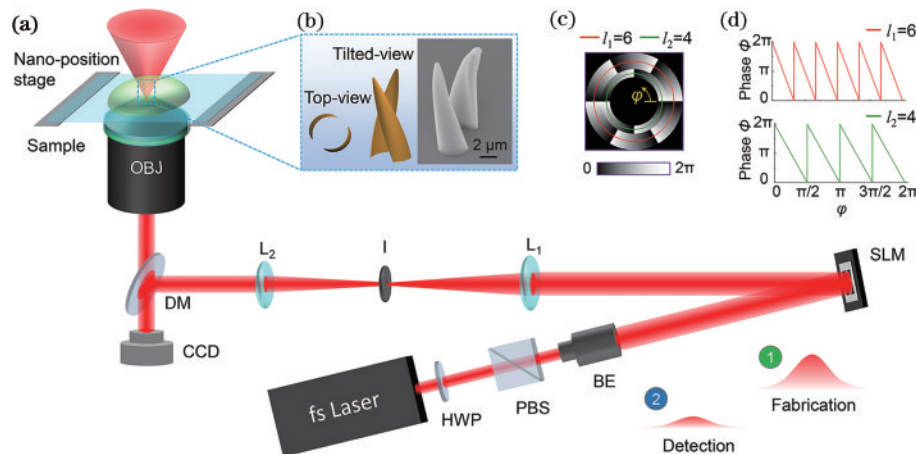 (a)
Nano-position
stage
Sample
OBJ
DM
CCD
L₂
I
L₁
SLM
fs Laser
HWP
PBS
BE
1
Fabrication
2
Detection
(b)
Tilted-view
Top-view
2 μm
(c)
l₁=6 l₂=4
φ
0 2π
(d)
l₁=6
Phase Φ
2π
π
0
l₂=4
Phase Φ
2π
π
0
0 π/2 π 3π/2 2π
φ